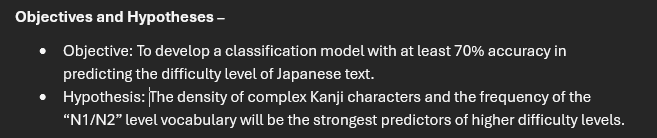 Objectives and Hypotheses –
• Objective: To develop a classification model with at least 70% accuracy in
predicting the difficulty level of Japanese text.
• Hypothesis: The density of complex Kanji characters and the frequency of the
“N1/N2” level vocabulary will be the strongest predictors of higher difficulty levels.